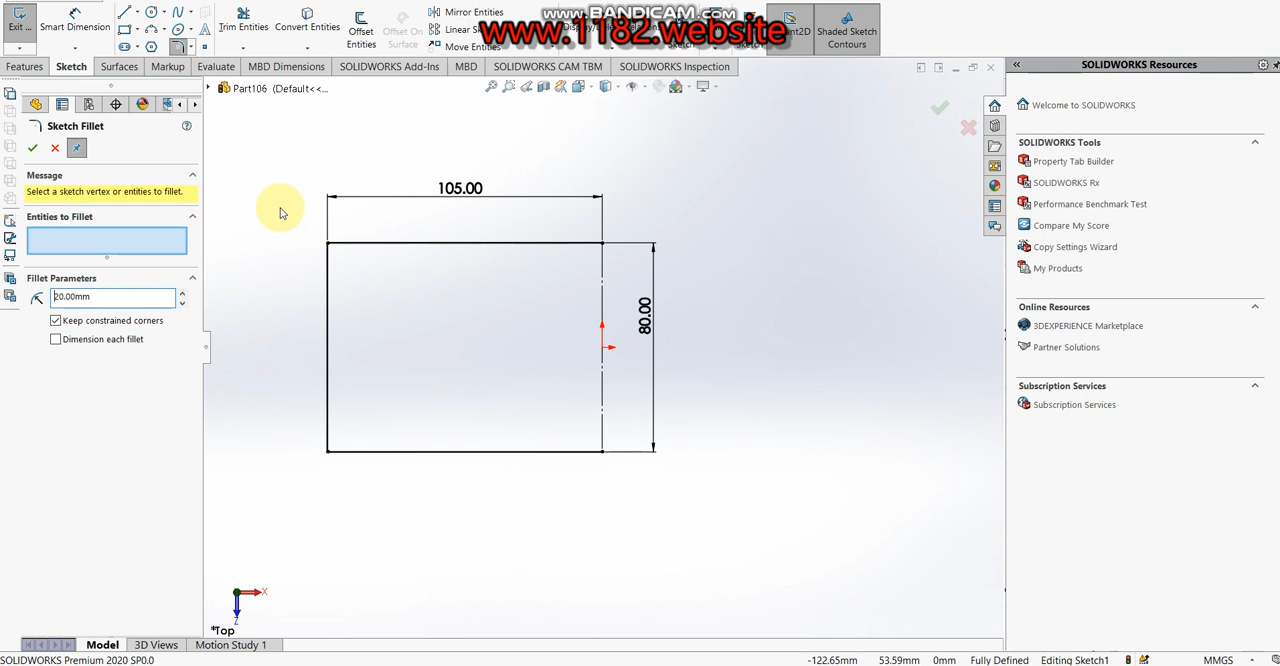 www.BANDICAM.com
www.1182.website
Exit ...
Smart Dimension
Trim Entities
Convert Entities
Offset Entities
Offset On Surface
Mirror Entities
Linear Sk
Move Entities
Shaded Sketch Contours
Features
Sketch
Surfaces
Markup
Evaluate
MBD Dimensions
SOLIDWORKS Add-Ins
MBD
SOLIDWORKS CAM TBM
SOLIDWORKS Inspection
SOLIDWORKS Resources
Part106 (Default<<...
Sketch Fillet
Message
Select a sketch vertex or entities to fillet.
Entities to Fillet
Fillet Parameters
20.00mm
Keep constrained corners
Dimension each fillet
105.00
80.00
X
Z
*Top
Welcome to SOLIDWORKS
SOLIDWORKS Tools
Property Tab Builder
SOLIDWORKS Rx
Performance Benchmark Test
Compare My Score
Copy Settings Wizard
My Products
Online Resources
3DEXPERIENCE Marketplace
Partner Solutions
Subscription Services
Subscription Services
Model
3D Views
Motion Study 1
SOLIDWORKS Premium 2020 SP0.0
-122.65mm
53.59mm
0mm
Fully Defined
Editing Sketch1
MMGS